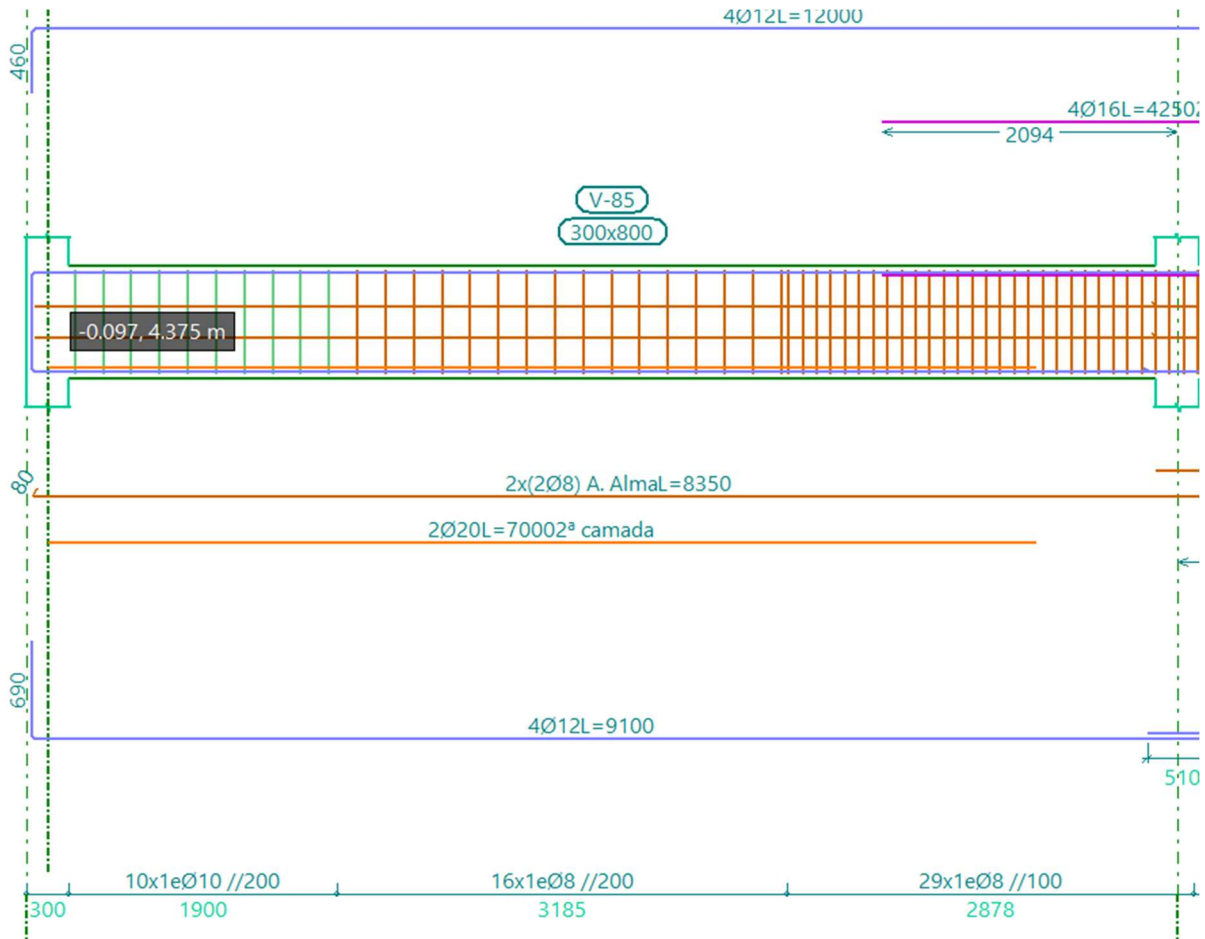 4Ø12L=12000
460
4Ø16L=42502
2094
V-85
300x800
-0.097, 4.375 m
80
2x(2Ø8) A. AlmaL=8350
2Ø20L=70002ª camada
690
4Ø12L=9100
510
10x1eØ10 //200
16x1eØ8 //200
29x1eØ8 //100
300
1900
3185
2878